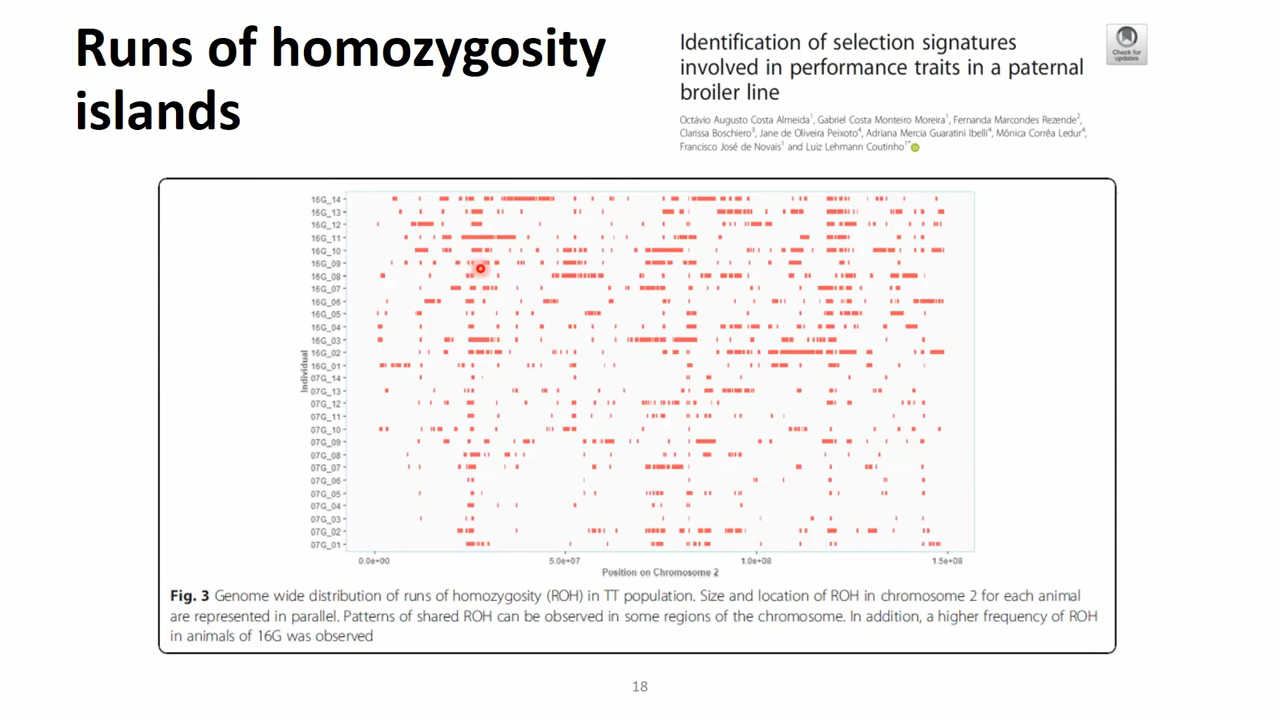 Runs of homozygosity
islands
Identification of selection signatures
involved in performance traits in a paternal
broiler line
Check for
updates
Octávio Augusto Costa Almeida1, Gabriel Costa Monteiro Moreira1, Fernanda Marcondes Rezende2,
Clarissa Boschiero3, Jane de Oliveira Peixoto4, Adriana Mercia Guaratini Ibelli4, Mônica Corrêa Ledur4,
Francisco José de Novais1 and Luiz Lehmann Coutinho1*
16G_14
16G_13
16G_12
16G_11
16G_10
16G_09
16G_08
16G_07
16G_06
16G_05
16G_04
16G_03
16G_02
16G_01
07G_14
07G_13
07G_12
07G_11
07G_10
07G_09
07G_08
07G_07
07G_06
07G_05
07G_04
07G_03
07G_02
07G_01
Individual
0.0e+00 5.0e+07 1.0e+08 1.5e+08
Position on Chromosome 2
Fig. 3 Genome wide distribution of runs of homozygosity (ROH) in TT population. Size and location of ROH in chromosome 2 for each animal
are represented in parallel. Patterns of shared ROH can be observed in some regions of the chromosome. In addition, a higher frequency of ROH
in animals of 16G was observed
18